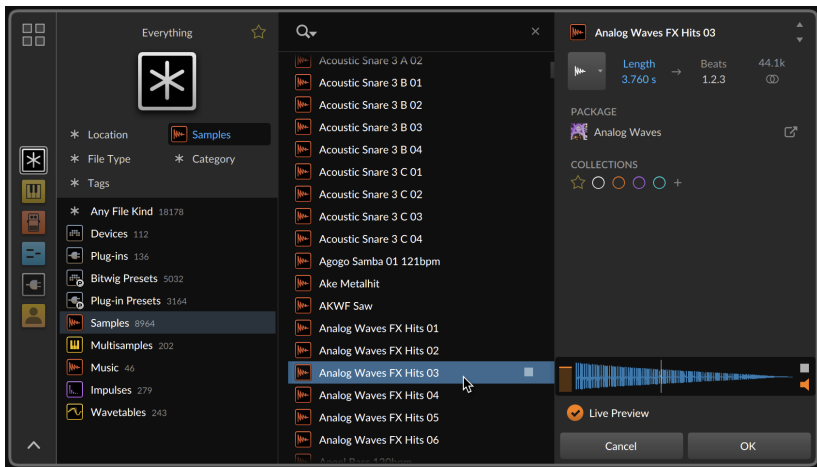 Everything
Location
Samples
File Type
Category
Tags
Any File Kind 18178
Devices 112
Plug-ins 136
Bitwig Presets 5032
Plug-in Presets 3164
Samples 8964
Multisamples 202
Music 46
Impulses 279
Wavetables 243
Acoustic Snare 3 A 02
Acoustic Snare 3 B 01
Acoustic Snare 3 B 02
Acoustic Snare 3 B 03
Acoustic Snare 3 B 04
Acoustic Snare 3 C 01
Acoustic Snare 3 C 02
Acoustic Snare 3 C 03
Acoustic Snare 3 C 04
Agogo Samba 01 121bpm
Ake Metalhit
AKWF Saw
Analog Waves FX Hits 01
Analog Waves FX Hits 02
Analog Waves FX Hits 03
Analog Waves FX Hits 04
Analog Waves FX Hits 05
Analog Waves FX Hits 06
Angel Bass 120bpm
Analog Waves FX Hits 03
Length Beats 44.1k
3.760 s → 1.2.3
PACKAGE
Analog Waves
COLLECTIONS
Live Preview
Cancel
OK